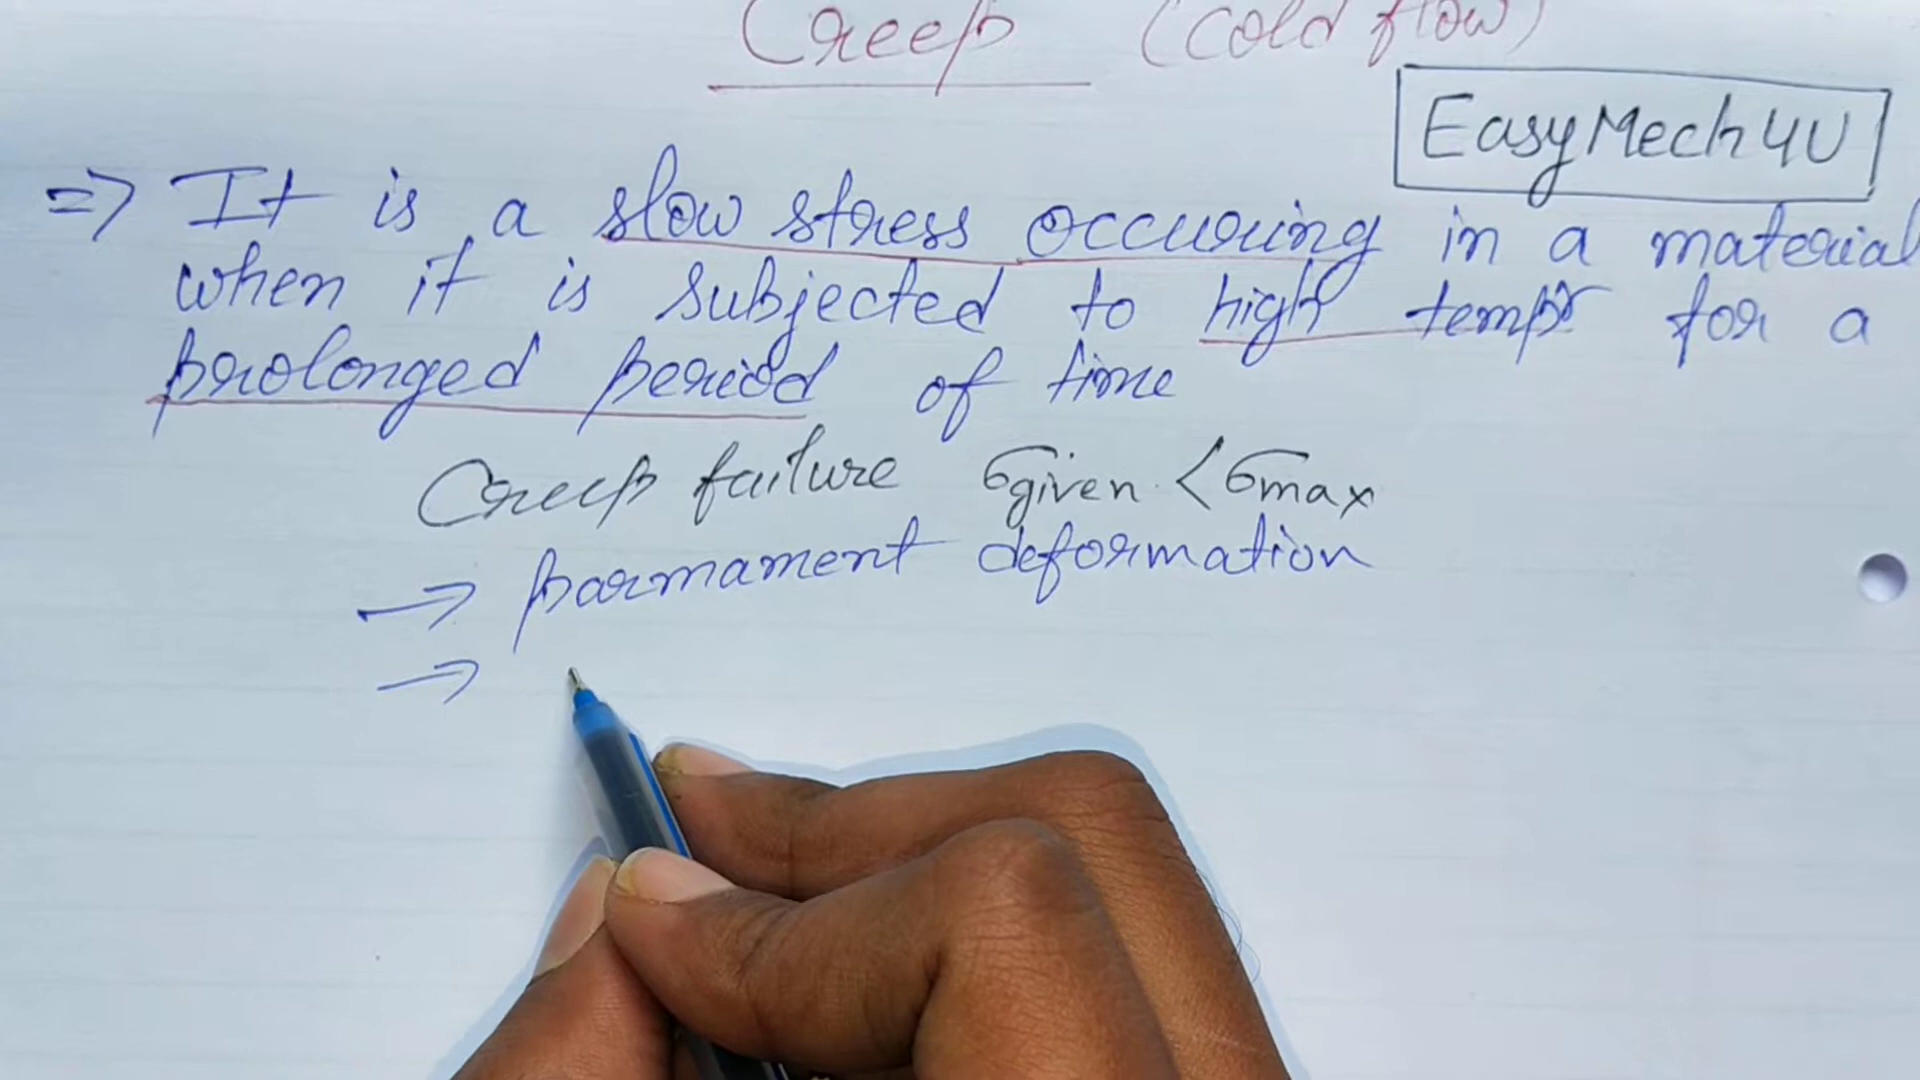 Creep (cold flow)
EasyMech4U
=> It is a slow stress occuring in a material
when it is subjected to high tempr for a
prolonged period of time
Creep failure σgiven < σmax
→ parmament deformation
→